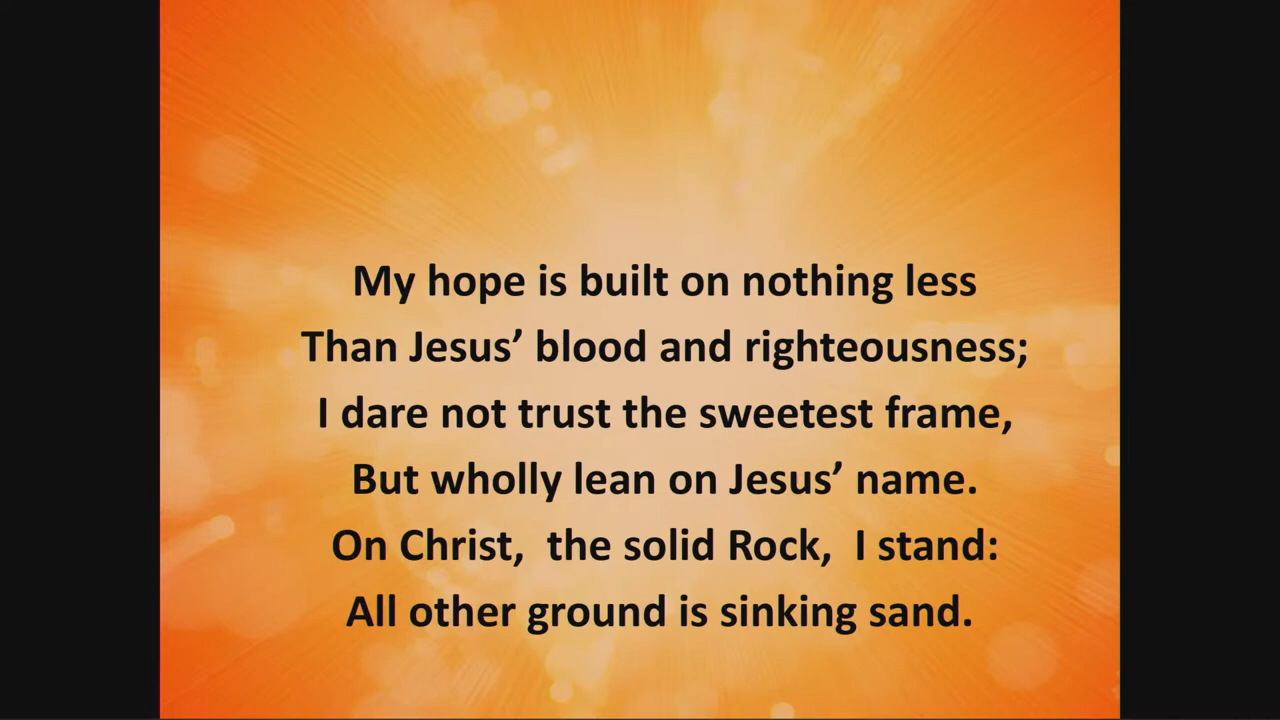 My hope is built on nothing less
Than Jesus’ blood and righteousness;
I dare not trust the sweetest frame,
But wholly lean on Jesus’ name.
On Christ,  the solid Rock,  I stand:
All other ground is sinking sand.